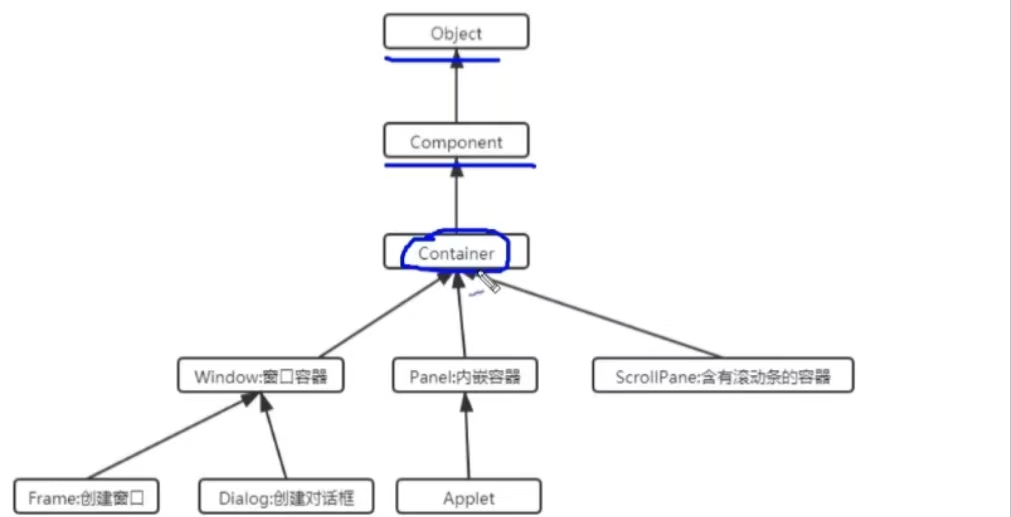 Object
Component
Container
Window:窗口容器
Panel:内嵌容器
ScrollPane:含有滚动条的容器
Frame:创建窗口
Dialog:创建对话框
Applet